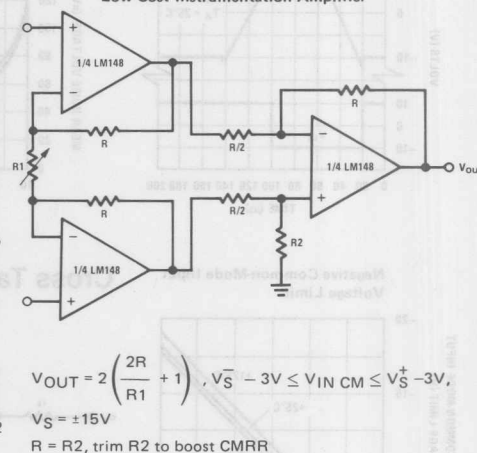 Low Cost Instrumentation Amplifier
1/4 LM148
R
R
R1
R/2
R
1/4 LM148
R/2
R2
1/4 LM148
VOUT = 2 ( 2R / R1 + 1 ) , VS̅ − 3V ≤ VIN CM ≤ VS+ −3V,
VS = ±15V
R = R2, trim R2 to boost CMRR